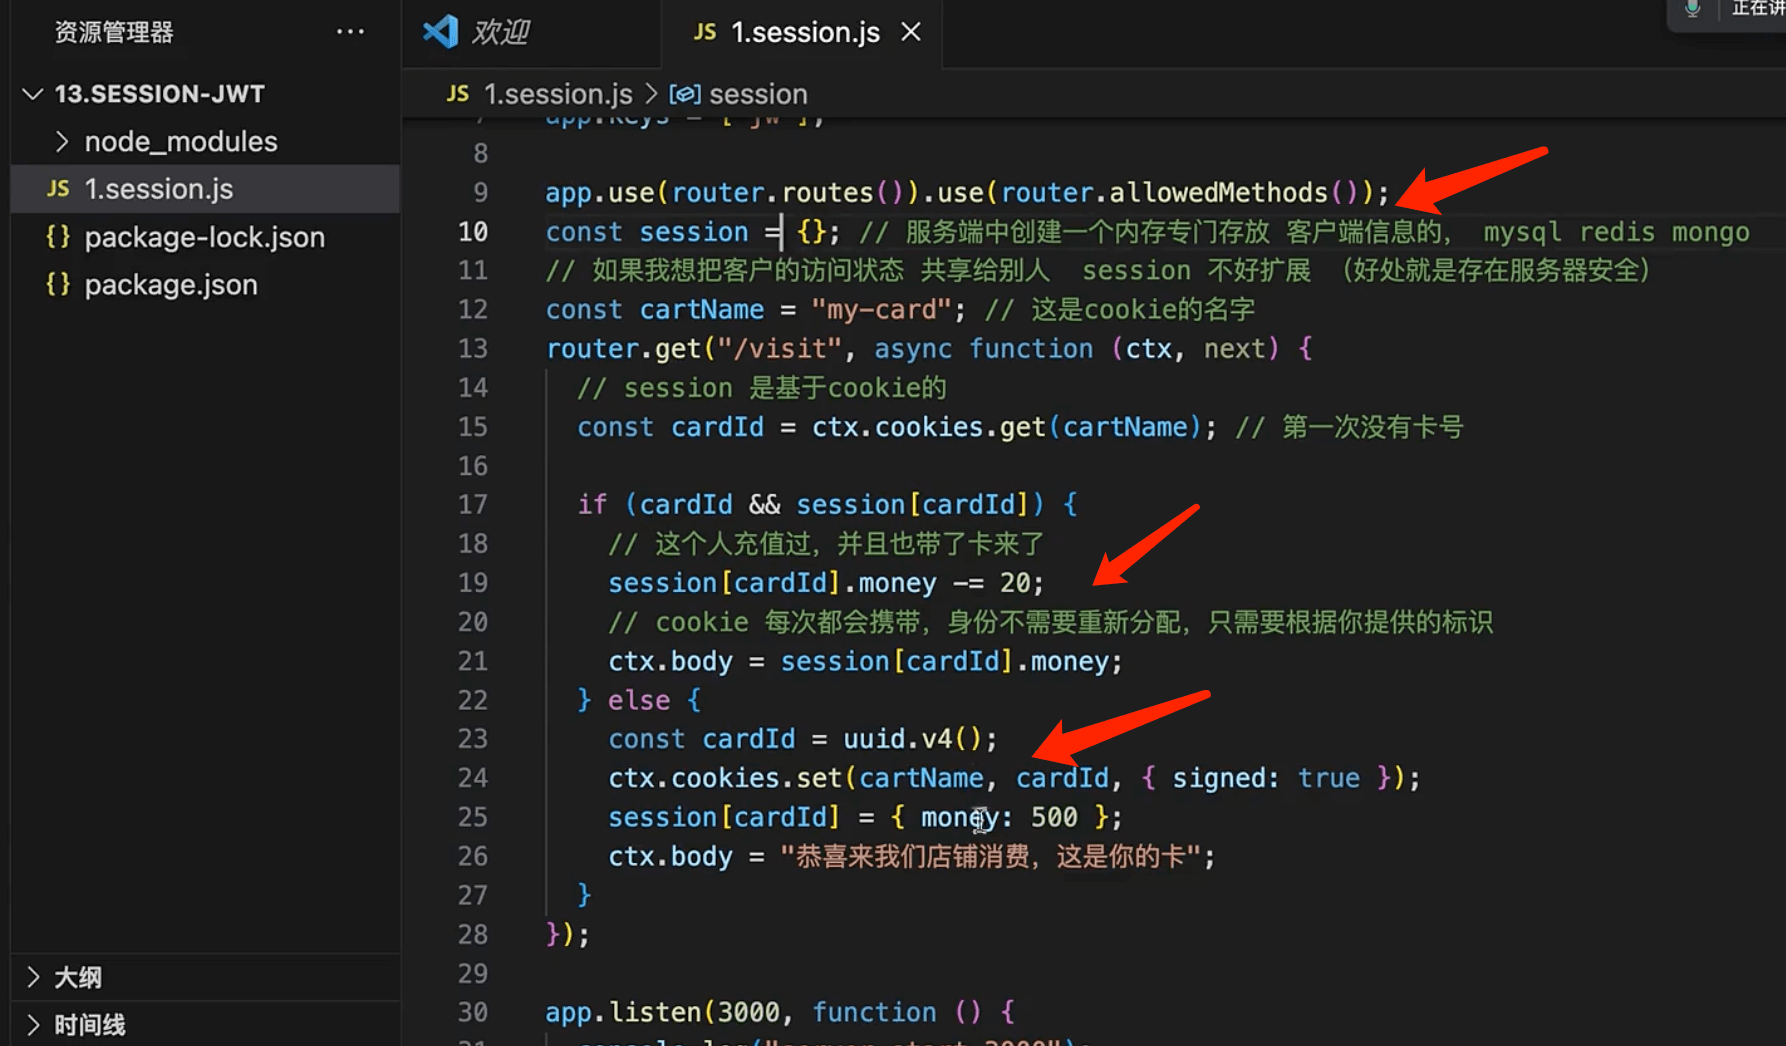 资源管理器 ···
欢迎
JS 1.session.js ×
正在讲
13.SESSION-JWT
JS 1.session.js > session
node_modules
JS 1.session.js
{} package-lock.json
{} package.json
大纲
时间线
7 app.keys = ["jw"];
8
9 app.use(router.routes()).use(router.allowedMethods());
10 const session = {}; // 服务端中创建一个内存专门存放 客户端信息的， mysql redis mongo
11 // 如果我想把客户的访问状态 共享给别人  session 不好扩展 （好处就是存在服务器安全）
12 const cartName = "my-card"; // 这是cookie的名字
13 router.get("/visit", async function (ctx, next) {
14 // session 是基于cookie的
15 const cardId = ctx.cookies.get(cartName); // 第一次没有卡号
16
17 if (cardId && session[cardId]) {
18 // 这个人充值过，并且也带了卡来了
19 session[cardId].money -= 20;
20 // cookie 每次都会携带，身份不需要重新分配，只需要根据你提供的标识
21 ctx.body = session[cardId].money;
22 } else {
23 const cardId = uuid.v4();
24 ctx.cookies.set(cartName, cardId, { signed: true });
25 session[cardId] = { money: 500 };
26 ctx.body = "恭喜来我们店铺消费，这是你的卡";
27 }
28 });
29
30 app.listen(3000, function () {